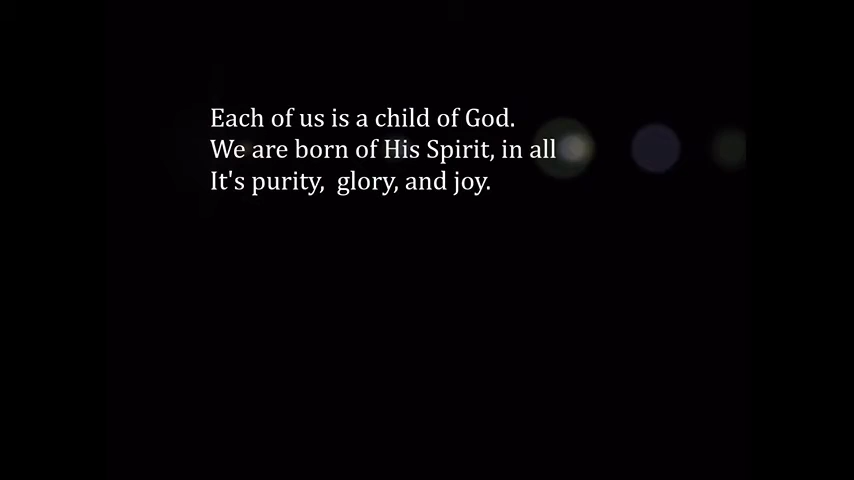 Each of us is a child of God.
We are born of His Spirit, in all
It's purity,  glory, and joy.